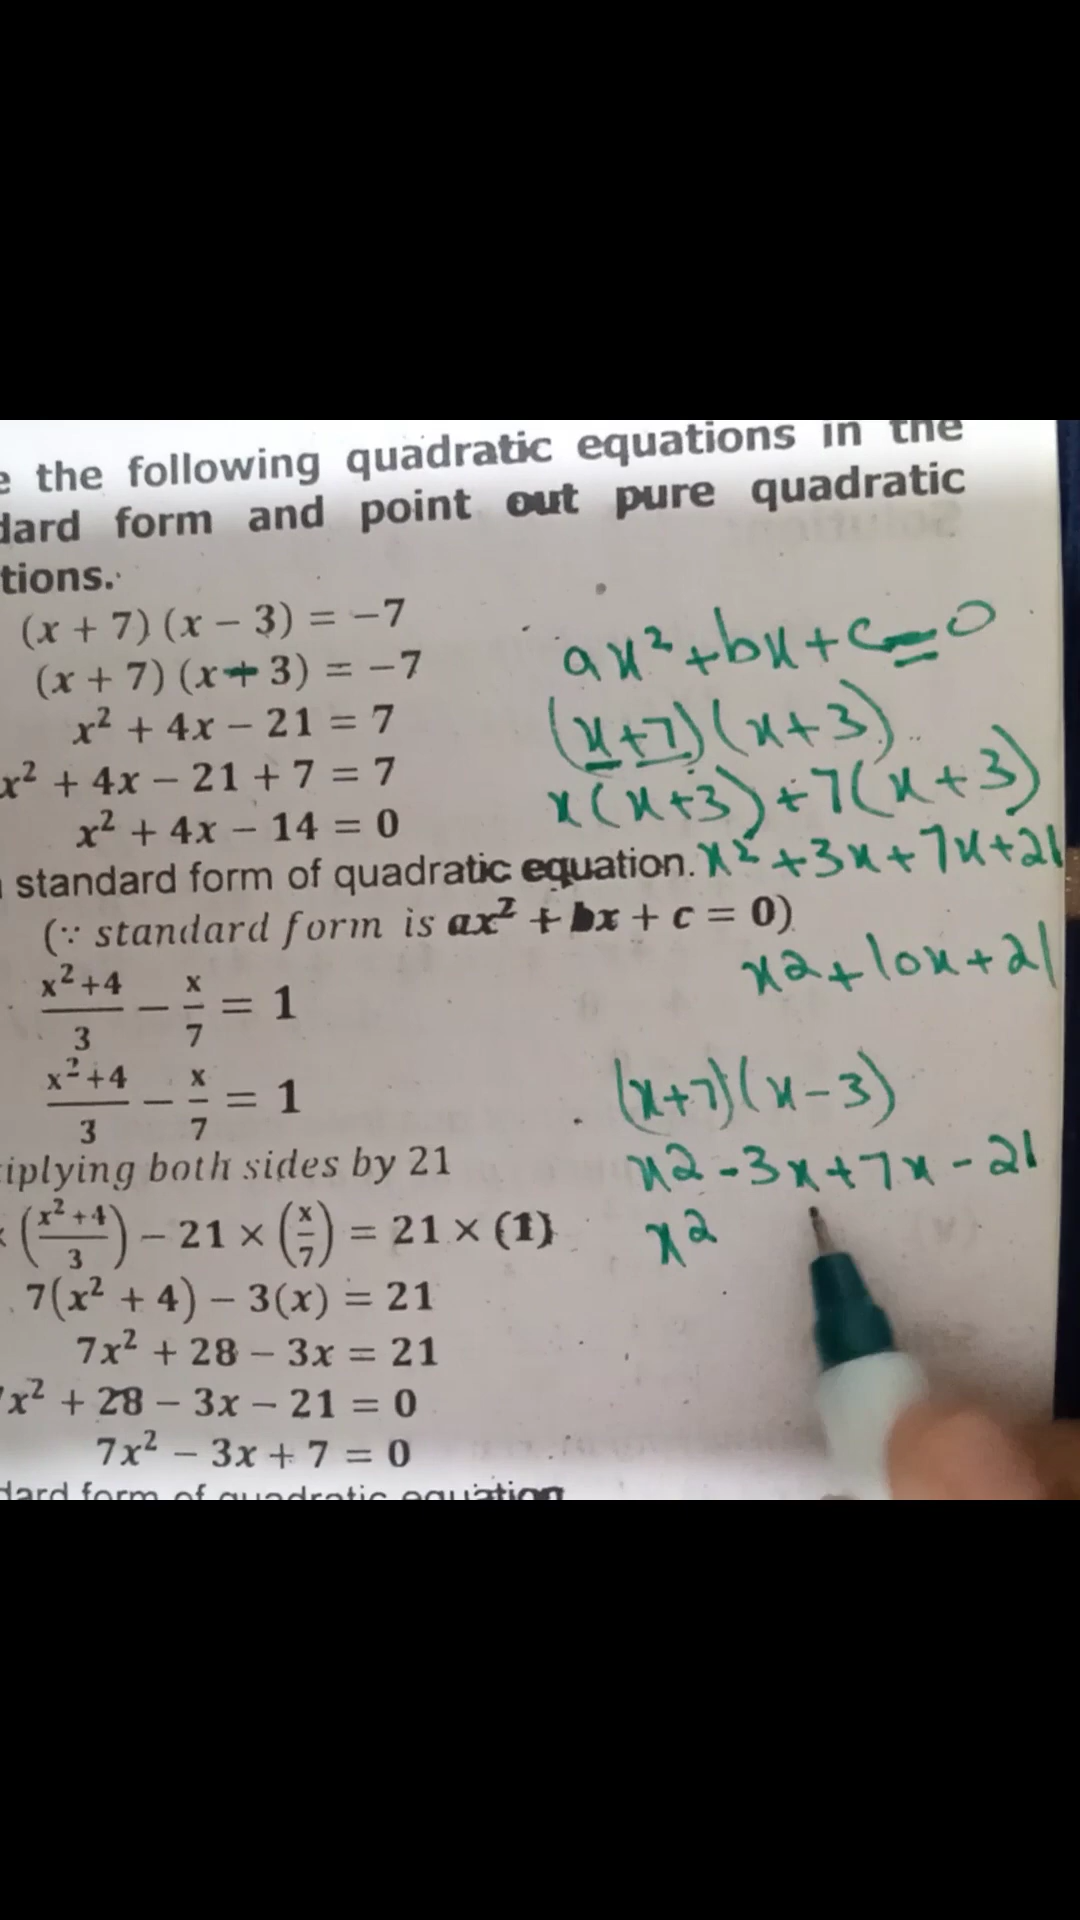 the following quadratic equations in the
form and point out pure quadratic
(x + 7) (x – 3) = –7
(x + 7) (x + 3) = –7
x² + 4x – 21 = 7
x² + 4x – 21 + 7 = 7
x² + 4x – 14 = 0
standard form of quadratic equation.
(∵ standard form is ax² + bx + c = 0)
x²+4/3 – x/7 = 1
x²+4/3 – x/7 = 1
both sides by 21
(x²+4/3) – 21 × (x/7) = 21 × (1)
7(x² + 4) – 3(x) = 21
7x² + 28 – 3x = 21
x² + 28 – 3x – 21 = 0
7x² – 3x + 7 = 0
form of quadratic equation
ax² + bx + c = 0
(x+7)(x+3)
x(x+3) + 7(x+3)
x² + 3x + 7x + 21
x2 + 10x + 21
(x+7)(x-3)
x2 - 3x + 7x - 21
x2